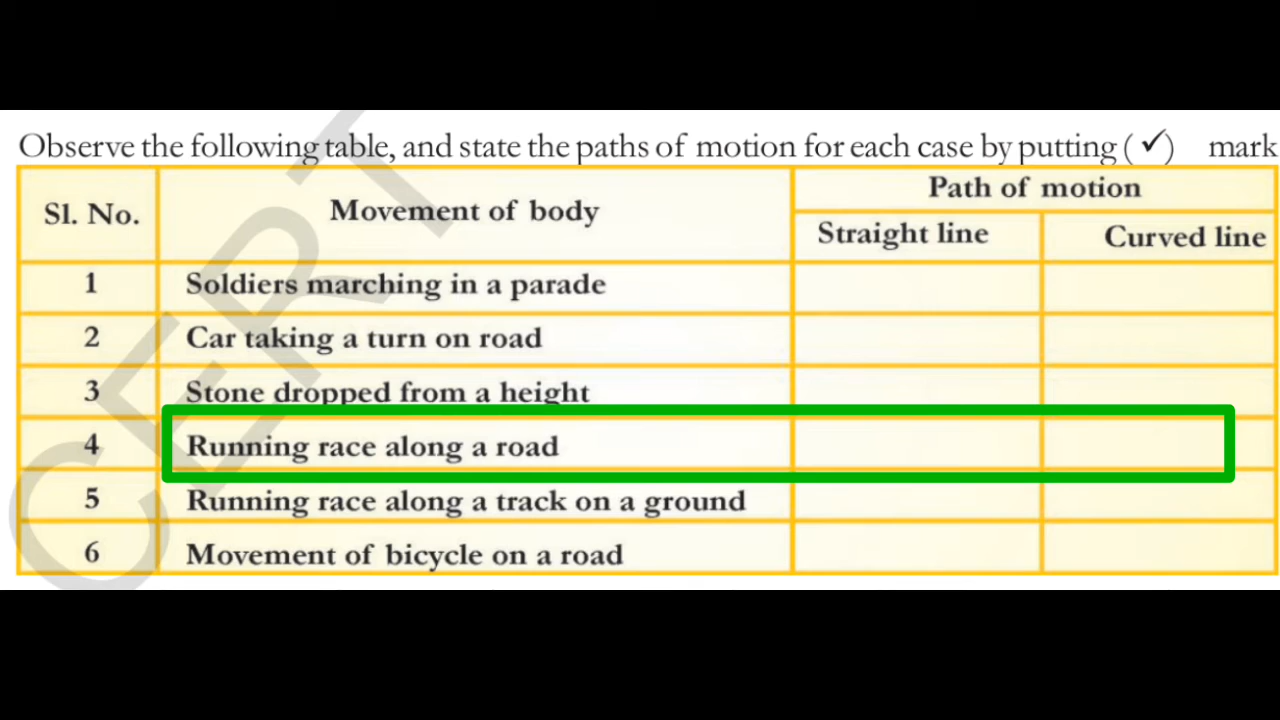 Observe the following table, and state the paths of motion for each case by putting ( ✓ ) mark
Sl. No. Movement of body Path of motion
Straight line Curved line
1 Soldiers marching in a parade
2 Car taking a turn on road
3 Stone dropped from a height
4 Running race along a road
5 Running race along a track on a ground
6 Movement of bicycle on a road
CERT